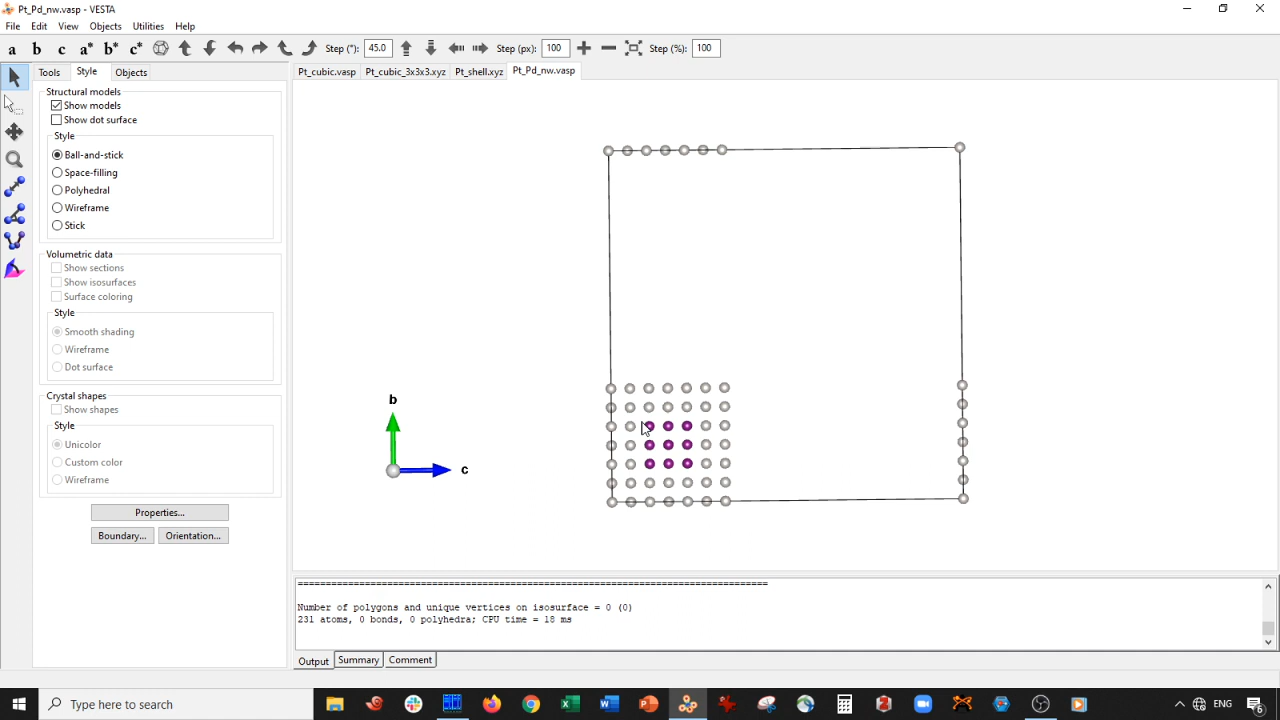 Pt_Pd_nw.vasp - VESTA
File Edit View Objects Utilities Help
a b c a* b* c* Step (°): 45.0 Step (px): 100 Step (%): 100
Tools Style Objects
Pt_cubic.vasp Pt_cubic_3x3x3.xyz Pt_shell.xyz Pt_Pd_nw.vasp
Structural models
Show models
Show dot surface
Style
Ball-and-stick
Space-filling
Polyhedral
Wireframe
Stick
Volumetric data
Show sections
Show isosurfaces
Surface coloring
Style
Smooth shading
Wireframe
Dot surface
Crystal shapes
Show shapes
Style
Unicolor
Custom color
Wireframe
Properties...
Boundary... Orientation...
b
c
================================================================================
Number of polygons and unique vertices on isosurface = 0 (0)
231 atoms, 0 bonds, 0 polyhedra; CPU time = 18 ms
Output Summary Comment
Type here to search
ENG
6